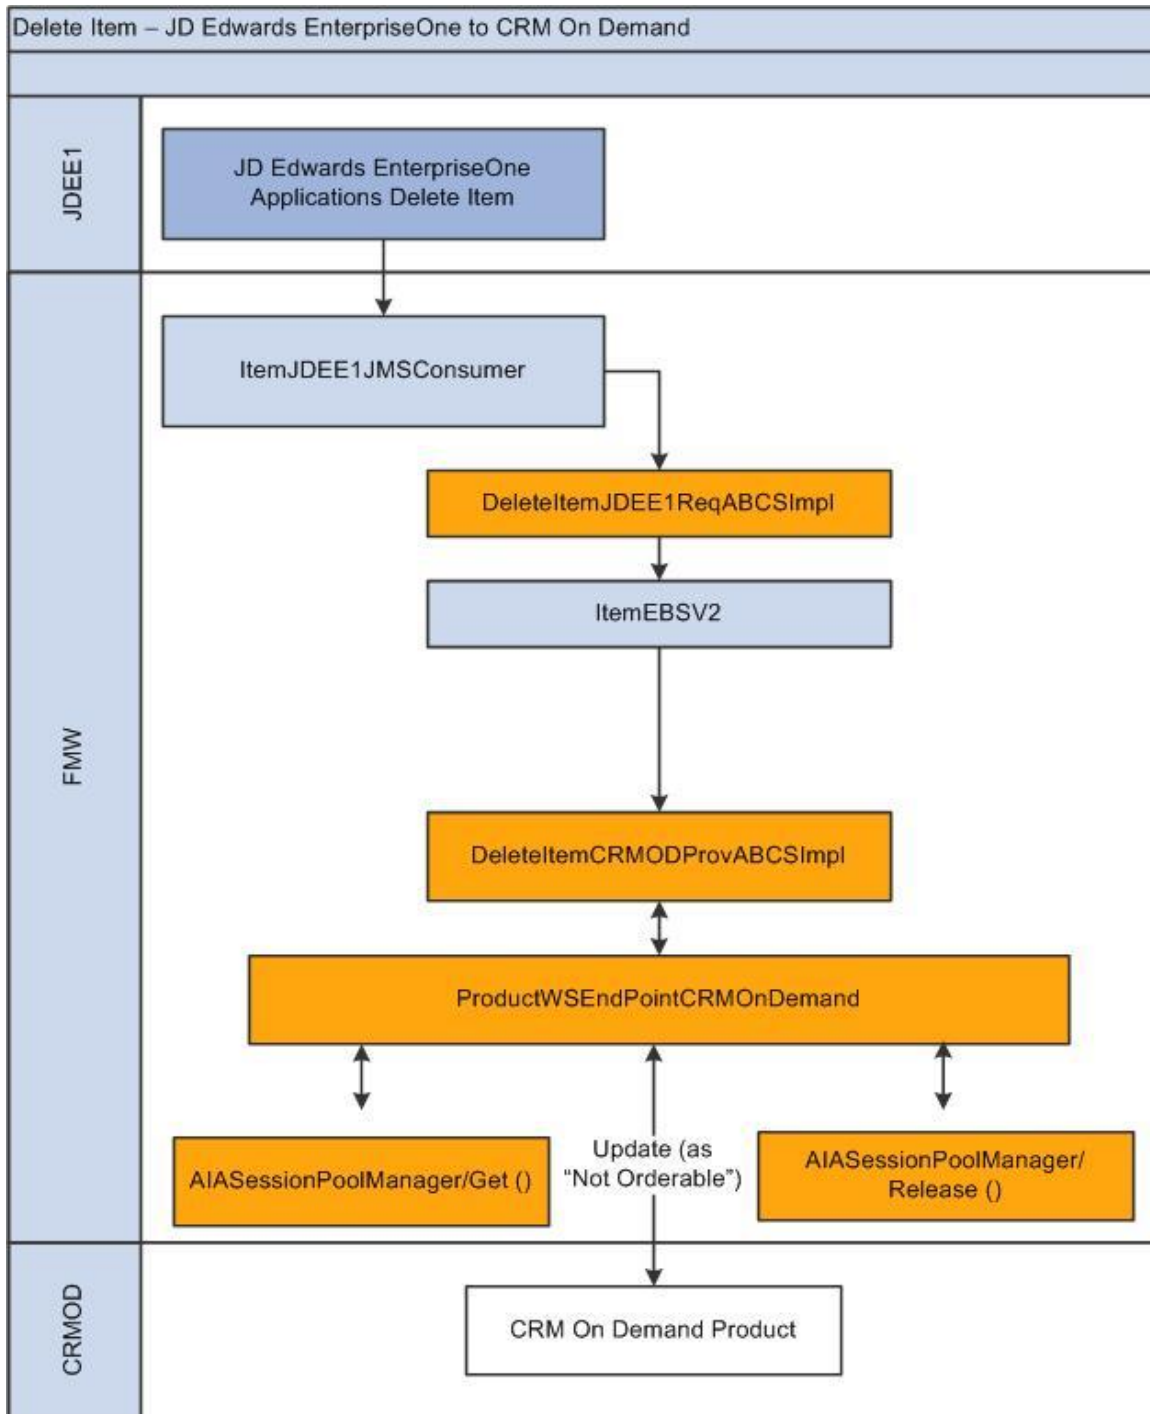 Delete Item – JD Edwards EnterpriseOne to CRM On Demand
JDEE1
JD Edwards EnterpriseOne
Applications Delete Item
FMW
ItemJDEE1JMSConsumer
DeleteItemJDEE1ReqABCSImpl
ItemEBSV2
DeleteItemCRMODProvABCSImpl
ProductWSEndPointCRMOnDemand
AIASessionPoolManager/Get ()
Update (as
“Not Orderable”)
AIASessionPoolManager/
Release ()
CRMOD
CRM On Demand Product